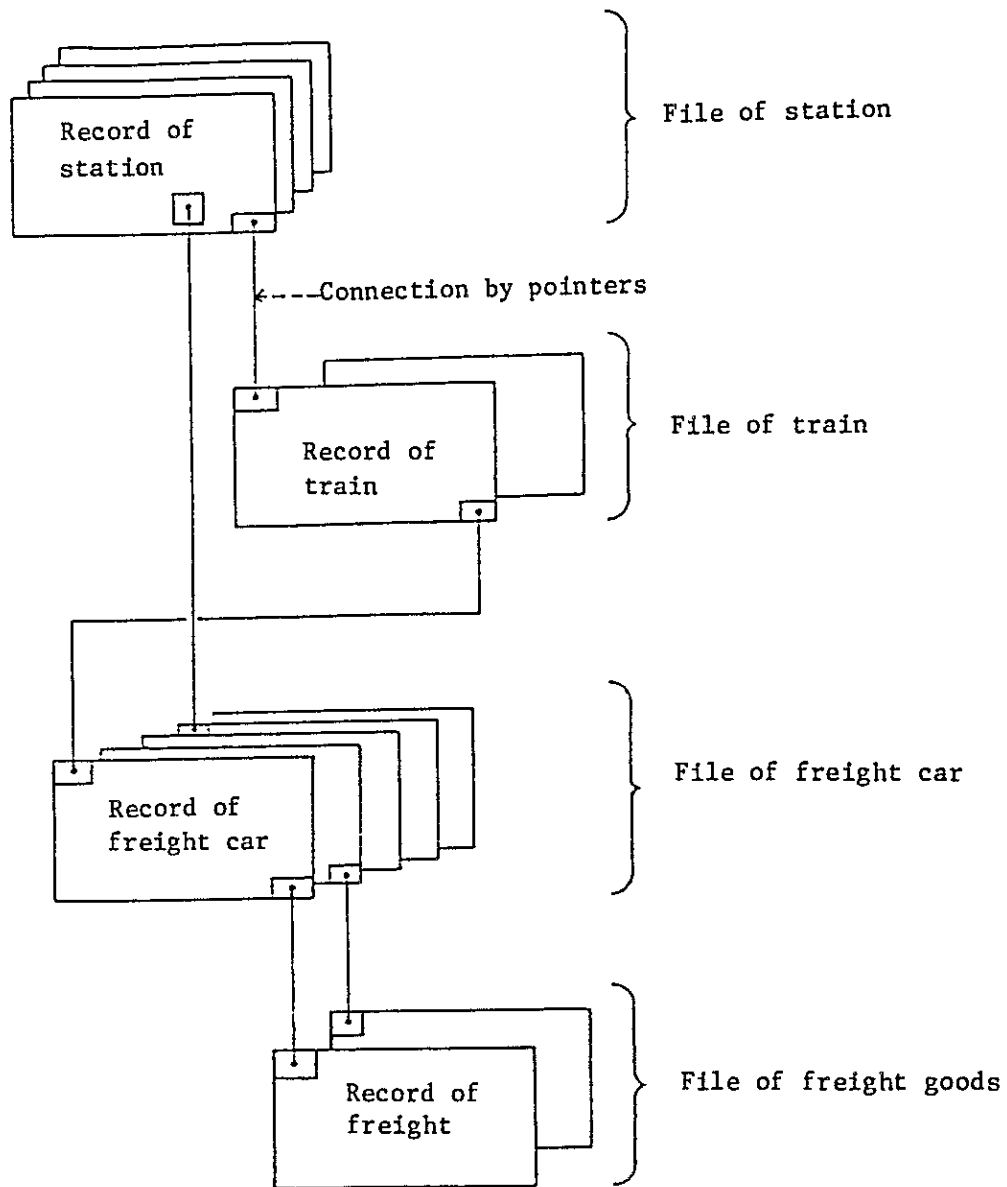 Record of
station
File of station
Connection by pointers
Record of
train
File of train
Record of
freight car
File of freight car
Record of
freight
File of freight goods